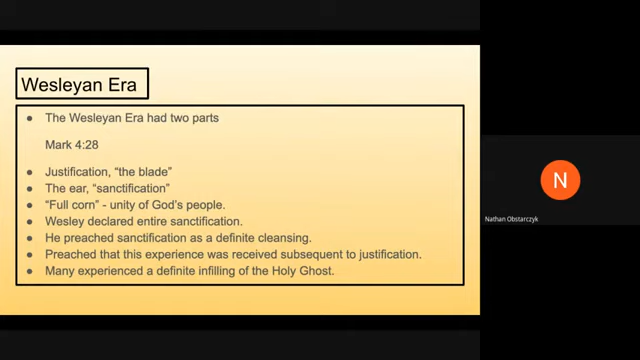 Wesleyan Era
● The Wesleyan Era had two parts
Mark 4:28
● Justification, “the blade”
● The ear, “sanctification”
● “Full corn” - unity of God’s people.
● Wesley declared entire sanctification.
● He preached sanctification as a definite cleansing.
● Preached that this experience was received subsequent to justification.
● Many experienced a definite infilling of the Holy Ghost.
N
Nathan Obstarczyk